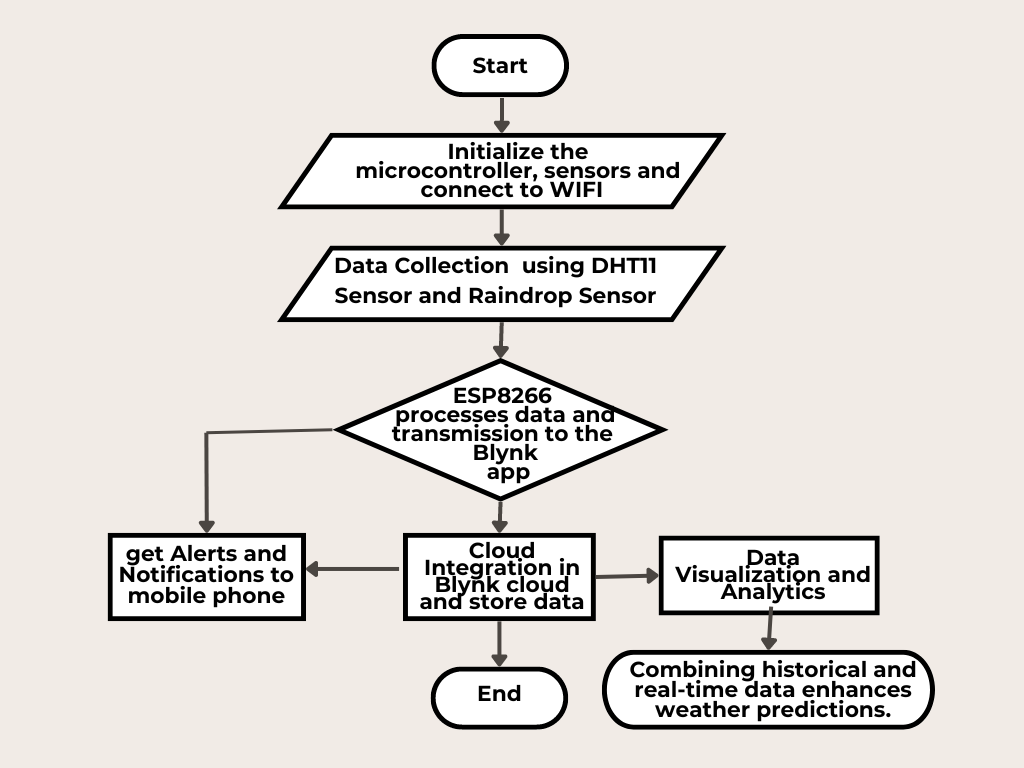 Start
Initialize the
microcontroller, sensors and
connect to WIFI
Data Collection  using DHT11
Sensor and Raindrop Sensor
ESP8266
processes data and
transmission to the
Blynk
app
get Alerts and
Notifications to
mobile phone
Cloud
Integration in
Blynk cloud
and store data
Data
Visualization and
Analytics
End
Combining historical and
real-time data enhances
weather predictions.